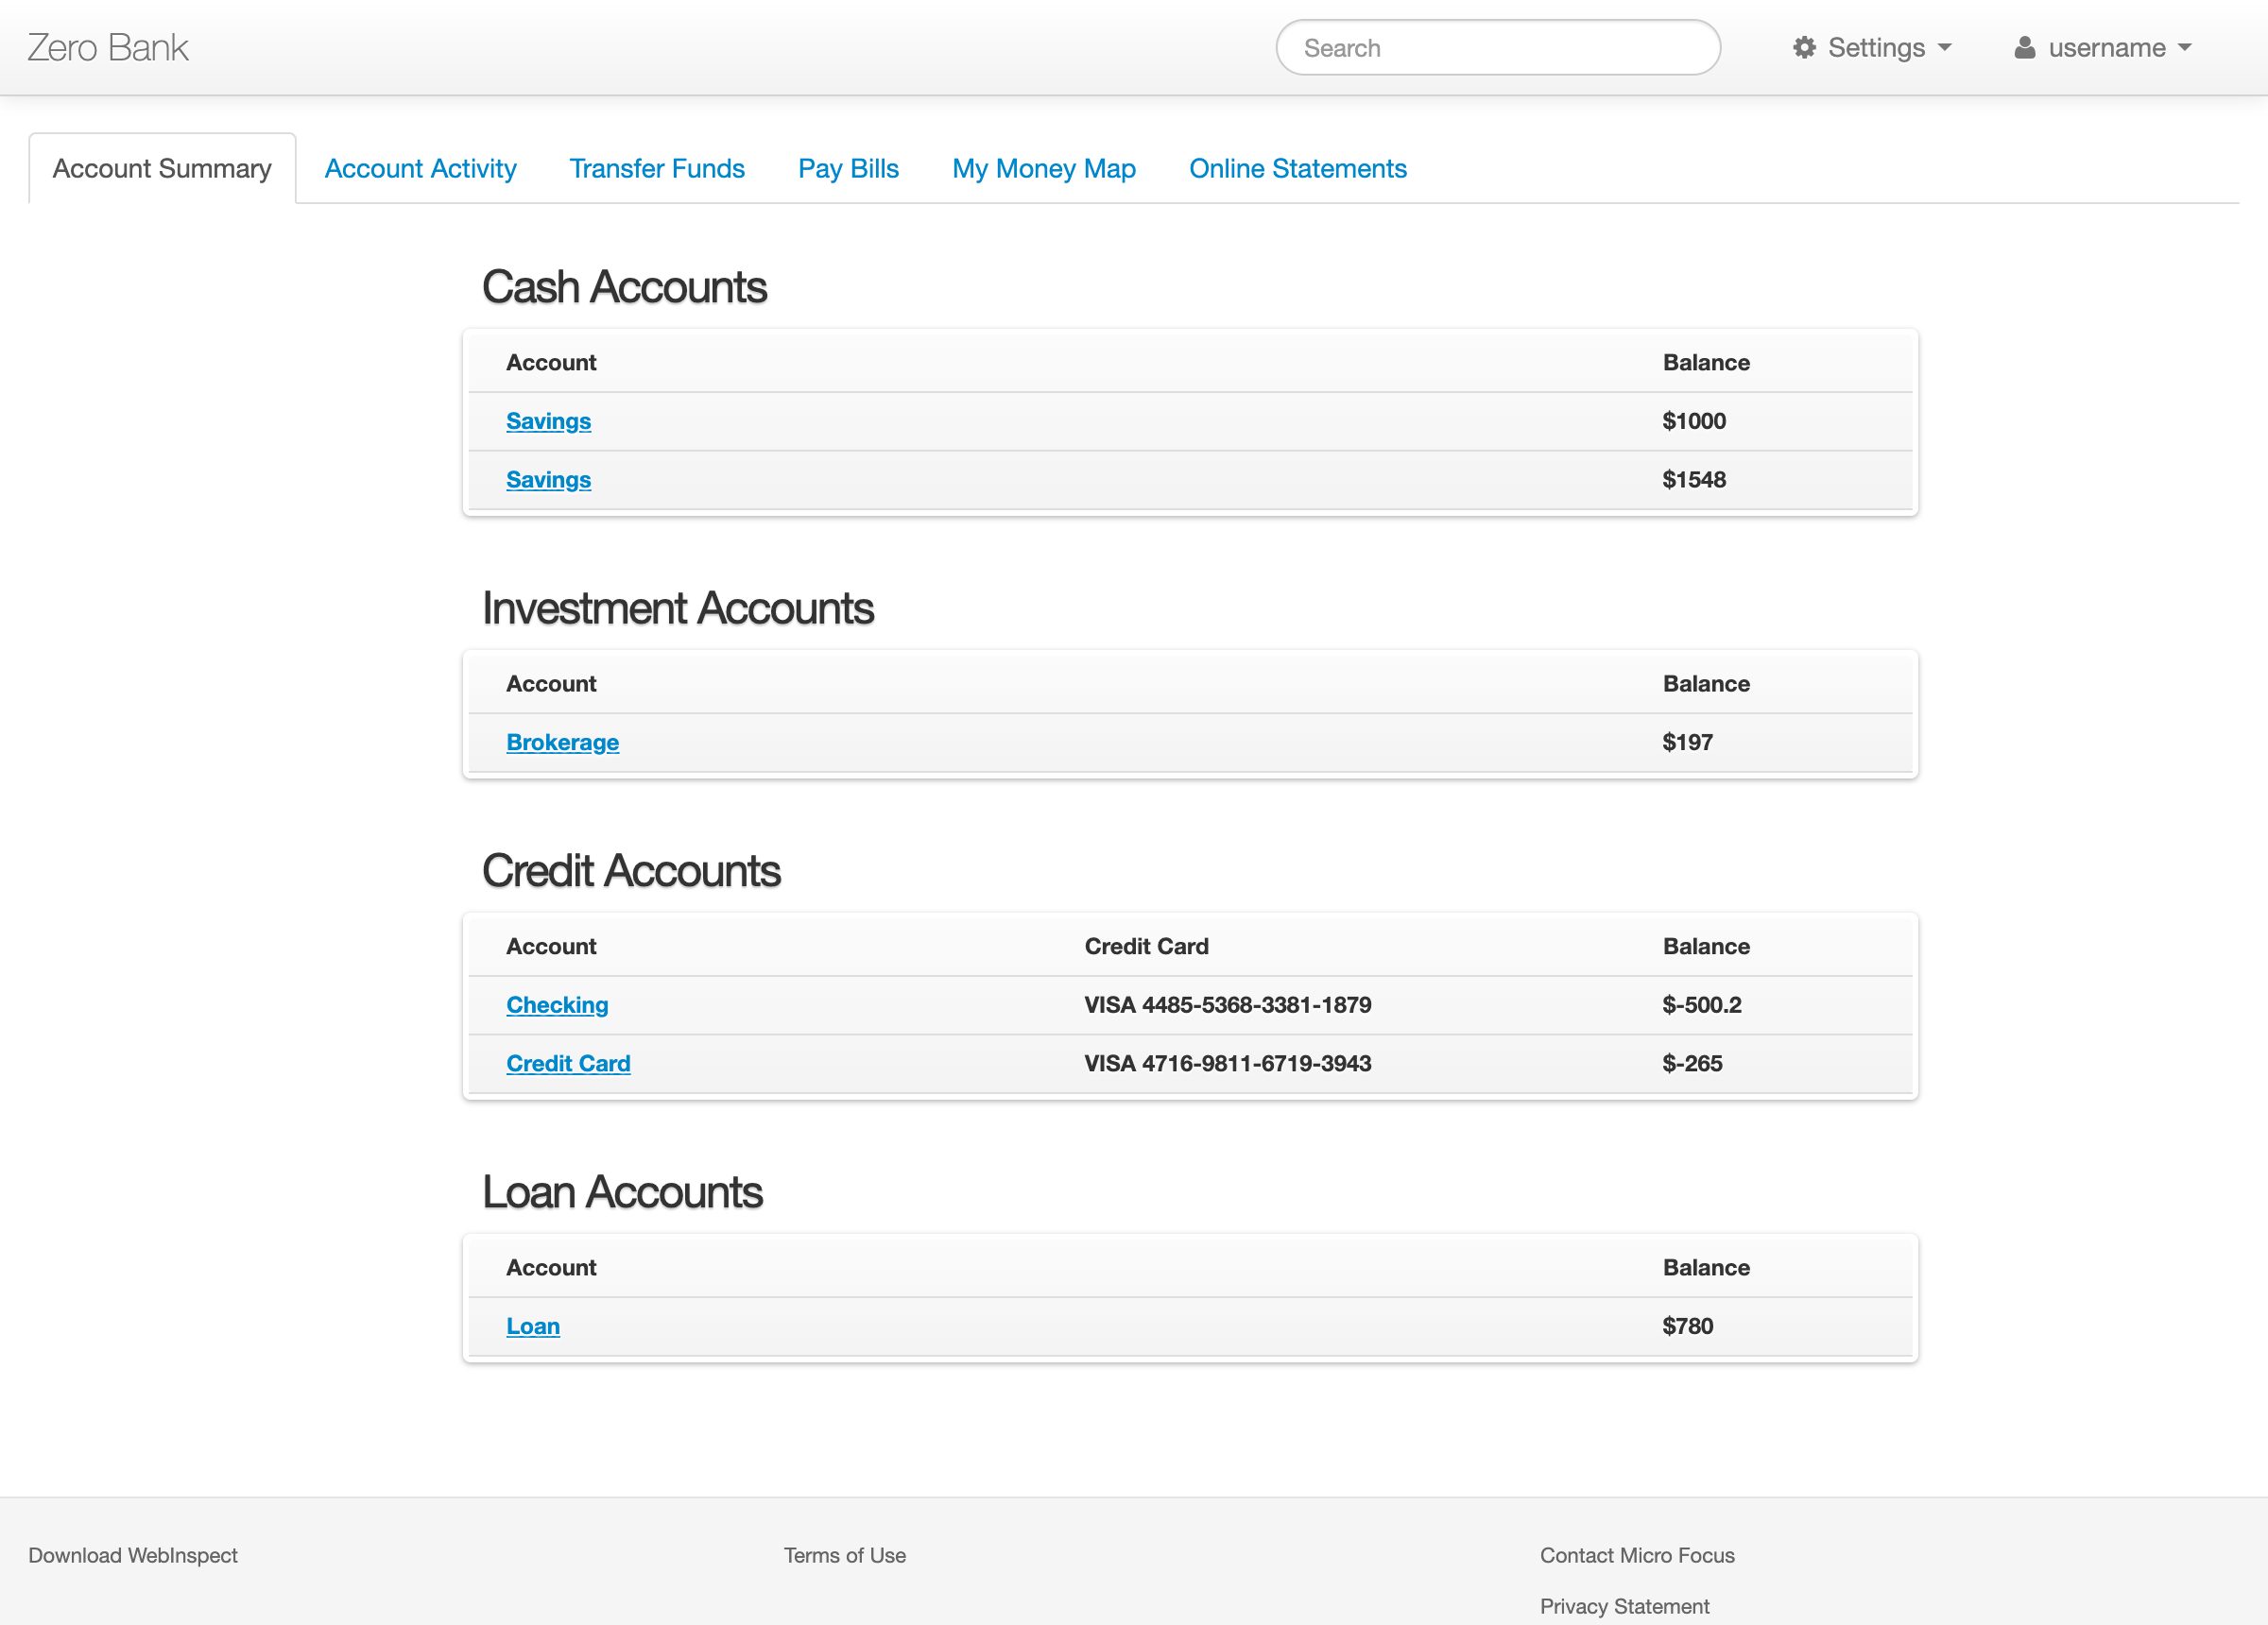 Zero Bank Search Settings username
Account Summary Account Activity Transfer Funds Pay Bills My Money Map Online Statements
Cash Accounts
Account Balance
Savings $1000
Savings $1548
Investment Accounts
Account Balance
Brokerage $197
Credit Accounts
Account Credit Card Balance
Checking VISA 4485-5368-3381-1879 $-500.2
Credit Card VISA 4716-9811-6719-3943 $-265
Loan Accounts
Account Balance
Loan $780
Download WebInspect Terms of Use Contact Micro Focus
Privacy Statement